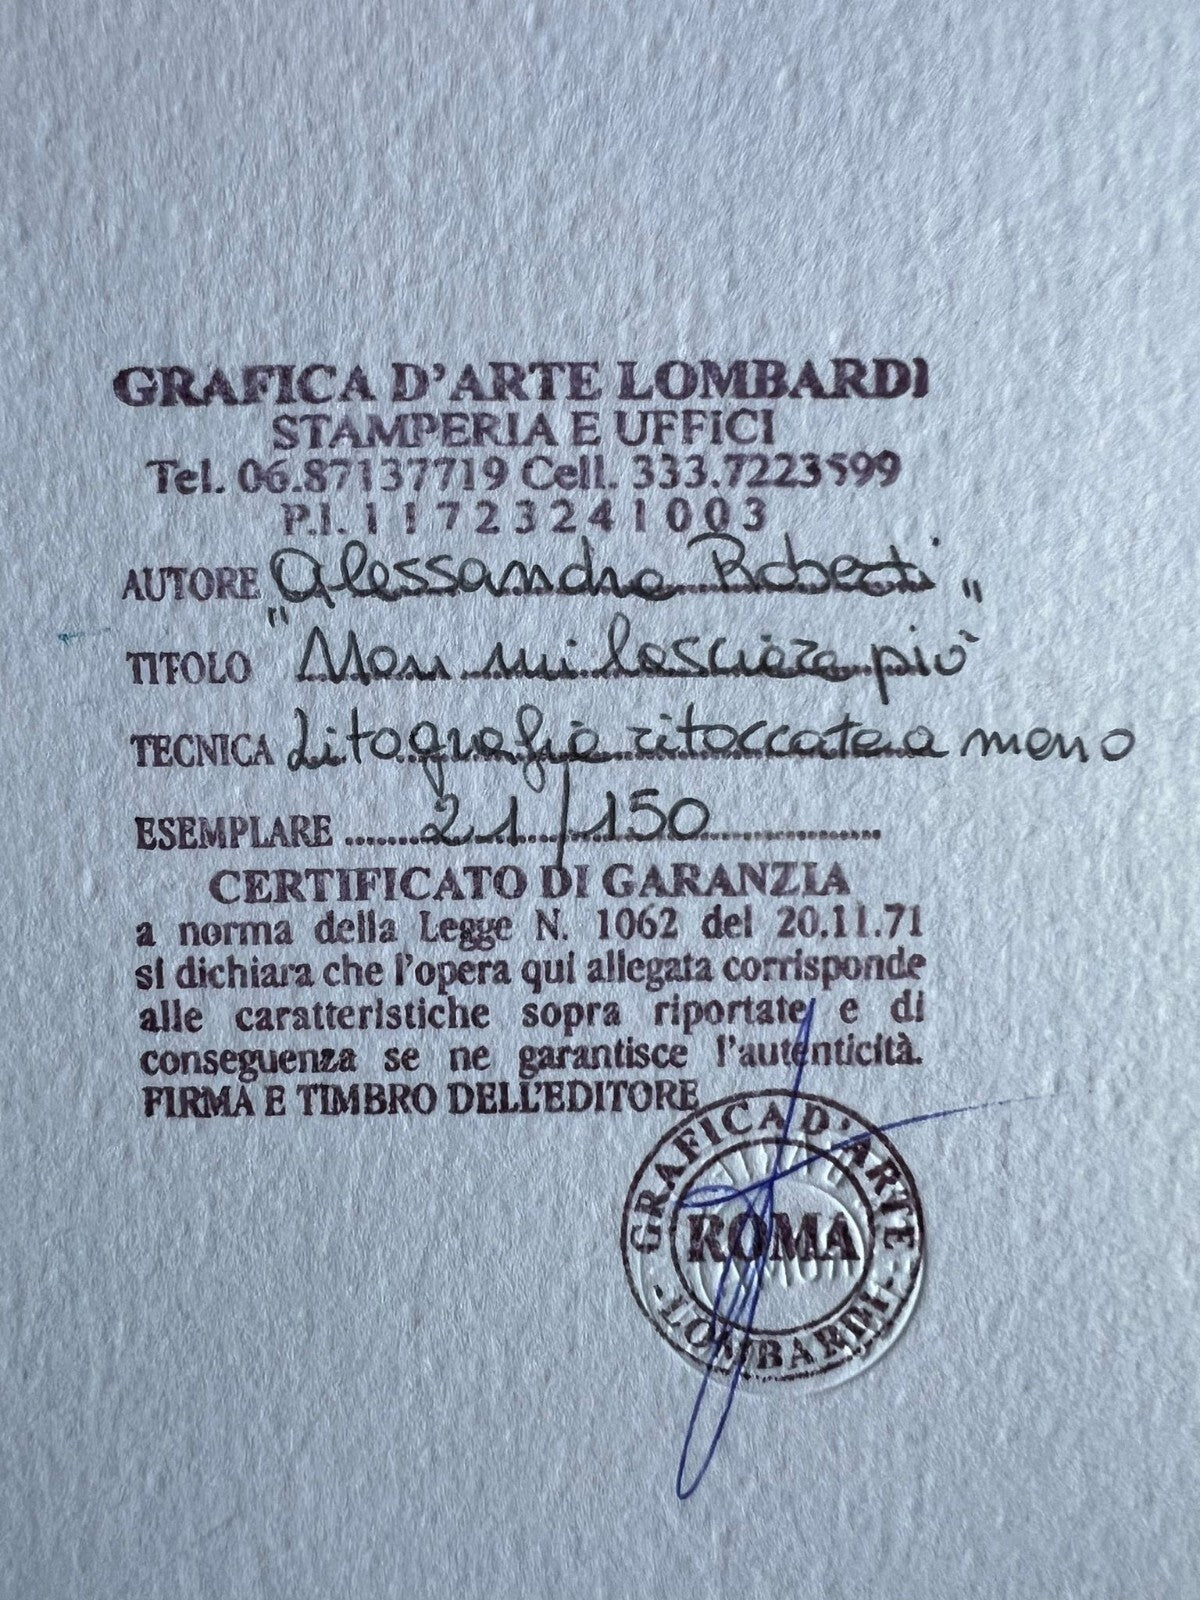 GRAFICA D'ARTE LOMBARDI
STAMPERIA E UFFICI
Tel. 06.87137719 Cell. 333.7223599
P.I. 11723241003
AUTORE Alessandro Roberti
TITOLO "Non mi lasciare più"
TECNICA Litografia ritoccata a mano
ESEMPLARE 21/150
CERTIFICATO DI GARANZIA
a norma della Legge N. 1062 del 20.11.71
si dichiara che l'opera qui allegata corrisponde
alle caratteristiche sopra riportate e di
conseguenza se ne garantisce l'autenticità.
FIRMA E TIMBRO DELL'EDITORE
GRAFICA D'ARTE
ROMA
- LOMBARDI -